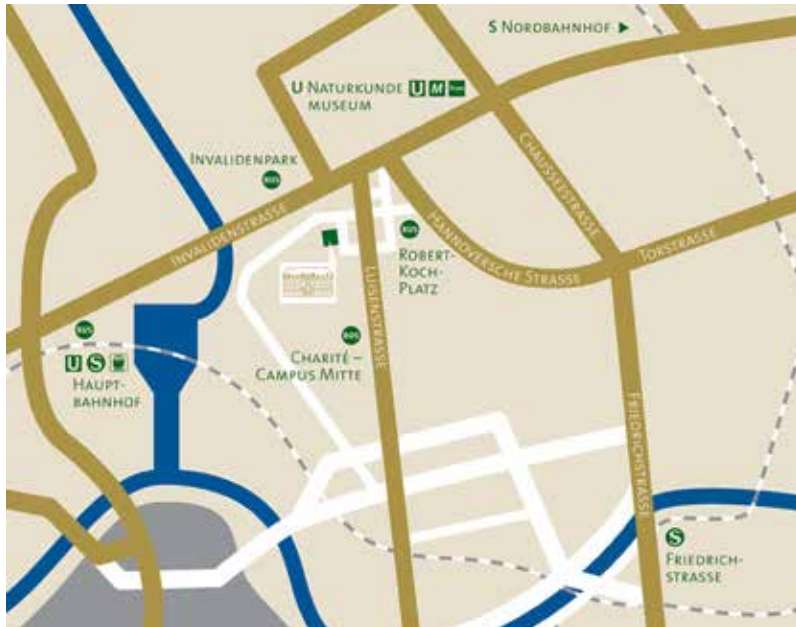 S NORDBAHNHOF ▶
U NATURKUNDE U M Tram
MUSEUM
INVALIDENPARK
BUS
INVALIDENSTRASSE
CHAUSSEESTRASSE
HANNOVERSCHE STRASSE
TORSTRASSE
BUS
ROBERT-
KOCH-
PLATZ
LUISENSTRASSE
BUS
CHARITÉ –
CAMPUS MITTE
BUS
U S
HAUPT-
BAHNHOF
FRIEDRICHSTRASSE
S
FRIEDRICH-
STRASSE